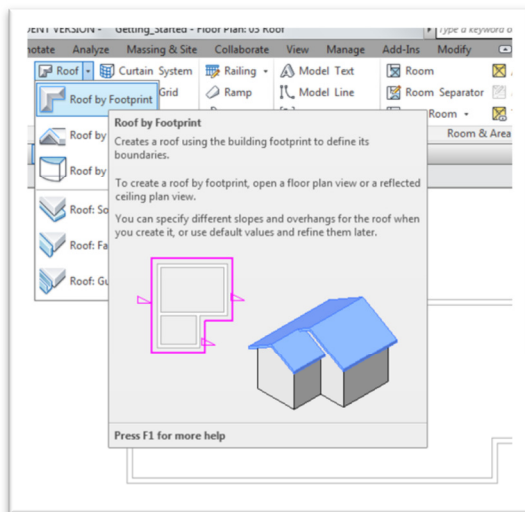 DENT VERSION - Getting_Started - Floor Plan: 03 Roof
Type a keyword o
notate Analyze Massing & Site Collaborate View Manage Add-Ins Modify
Roof Curtain System Railing Model Text Room
Roof by Footprint Grid Ramp Model Line Room Separator
Roof by Room
Room & Area
Roof by
Roof: So
Roof: Fa
Roof: Gu
Roof by Footprint
Creates a roof using the building footprint to define its
boundaries.
To create a roof by footprint, open a floor plan view or a reflected
ceiling plan view.
You can specify different slopes and overhangs for the roof when
you create it, or use default values and refine them later.
Press F1 for more help